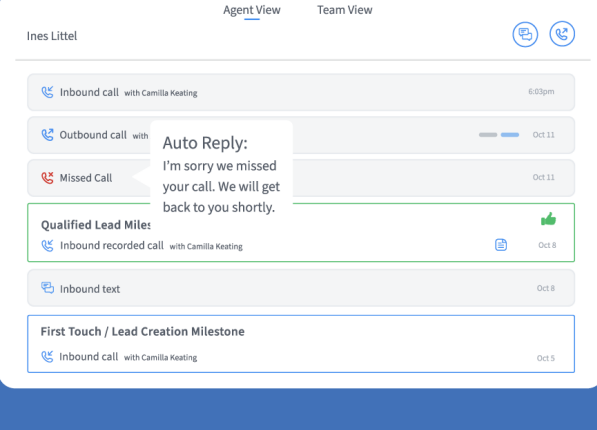 Agent View Team View
Ines Littel
Inbound call with Camilla Keating 6:03pm
Outbound call with Oct 11
Auto Reply:
I'm sorry we missed
your call. We will get
back to you shortly.
Missed Call Oct 11
Qualified Lead
Inbound recorded call with Camilla Keating Oct 8
Inbound text Oct 8
First Touch / Lead Creation Milestone
Inbound call with Camilla Keating Oct 5